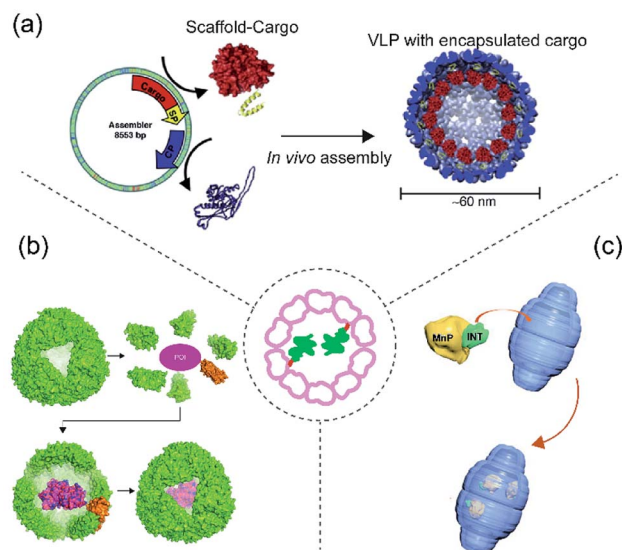 (a)
Scaffold-Cargo
VLP with encapsulated cargo
Cargo
SP
Assembler
8553 bp
CP
In vivo assembly
~60 nm
(b)
(c)
POI
MnP
INT